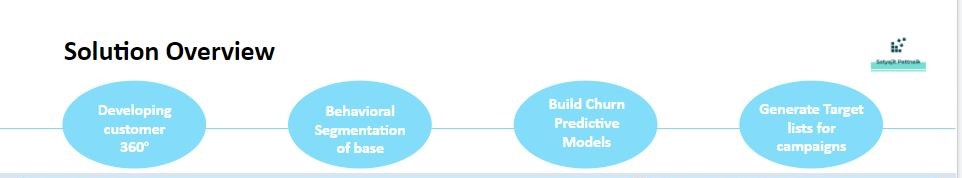 Solution Overview
Satyajit Pattnaik
Developing
customer
360°
Behavioral
Segmentation
of base
Build Churn
Predictive
Models
Generate Target
lists for
campaigns